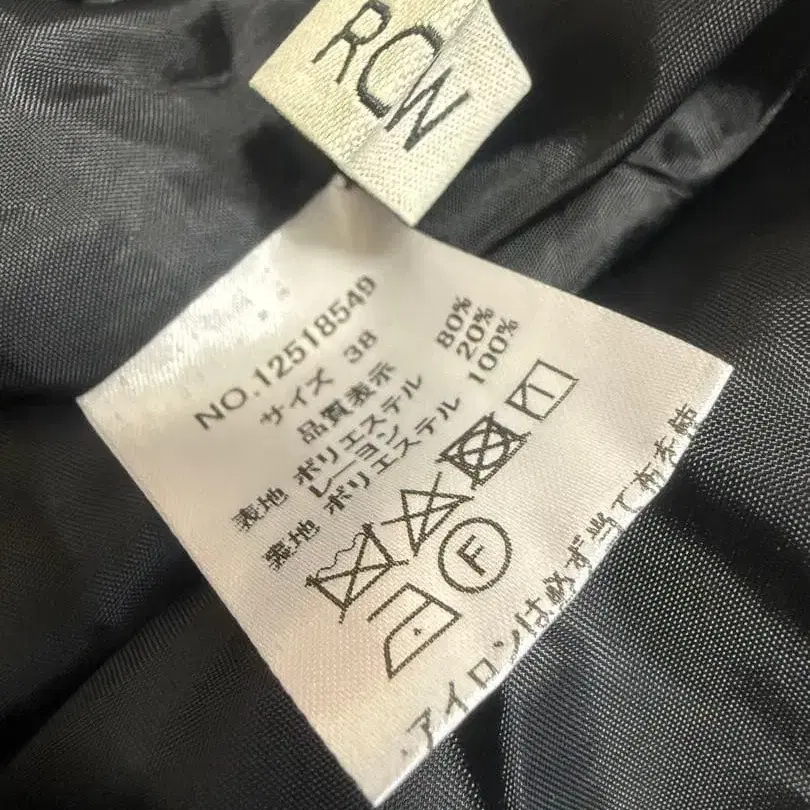 RCW
NO.12518549
サイズ 38
品質表示
表地 ポリエステル 80%
レーヨン 20%
裏地 ポリエステル 100%
F
・アイロンは必ず当て布を